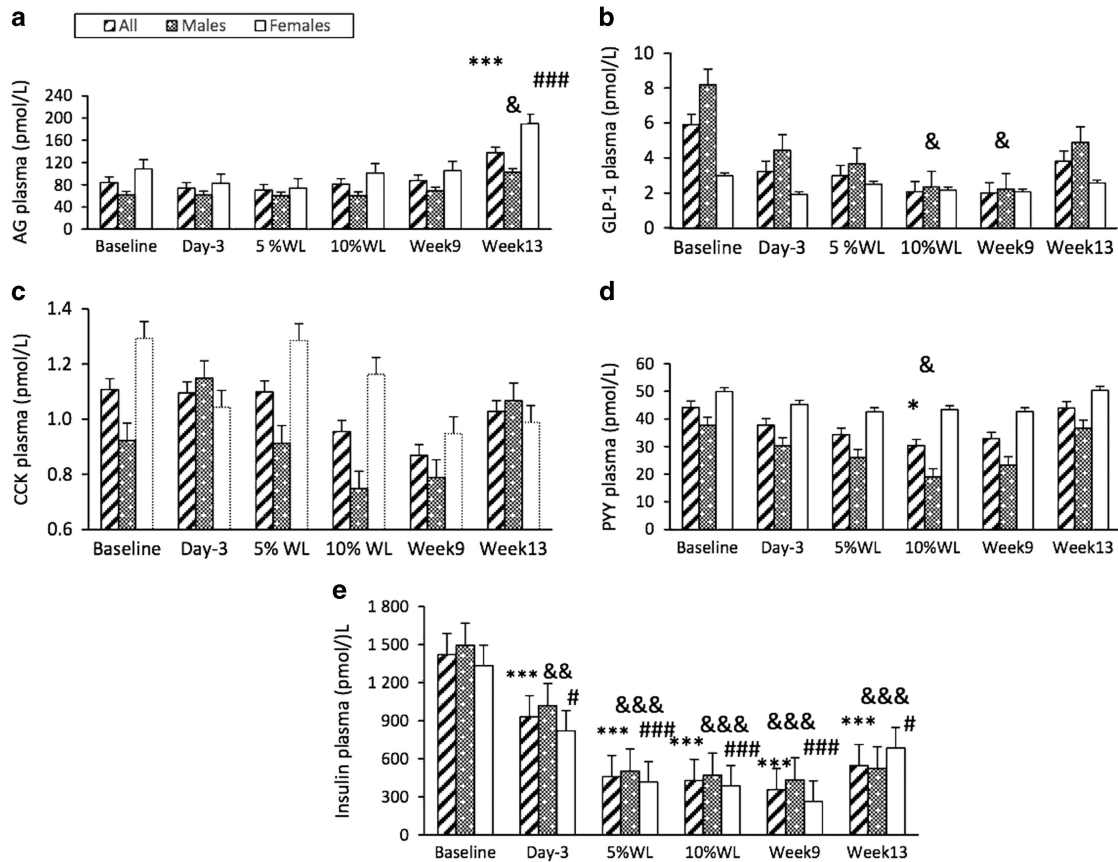 a
All Males Females
AG plasma (pmol/L)
240
200
160
120
80
40
0
***
&
###
Baseline Day-3 5 %WL 10%WL Week9 Week13
b
GLP-1 plasma (pmol/L)
10
8
6
4
2
0
& &
Baseline Day-3 5 %WL 10%WL Week9 Week13
c
CCK plasma (pmol/L)
1.4
1.2
1.0
0.8
0.6
Baseline Day-3 5% WL 10% WL Week9 Week13
d
PYY plasma (pmol/L)
60
50
40
30
20
10
0
&
*
Baseline Day-3 5%WL 10%WL Week9 Week13
e
Insulin plasma (pmol/)L
1 800
1 500
1 200
900
600
300
0
*** && #
*** &&& ###
*** &&& ###
*** &&& ###
*** &&& #
Baseline Day-3 5%WL 10%WL Week9 Week13